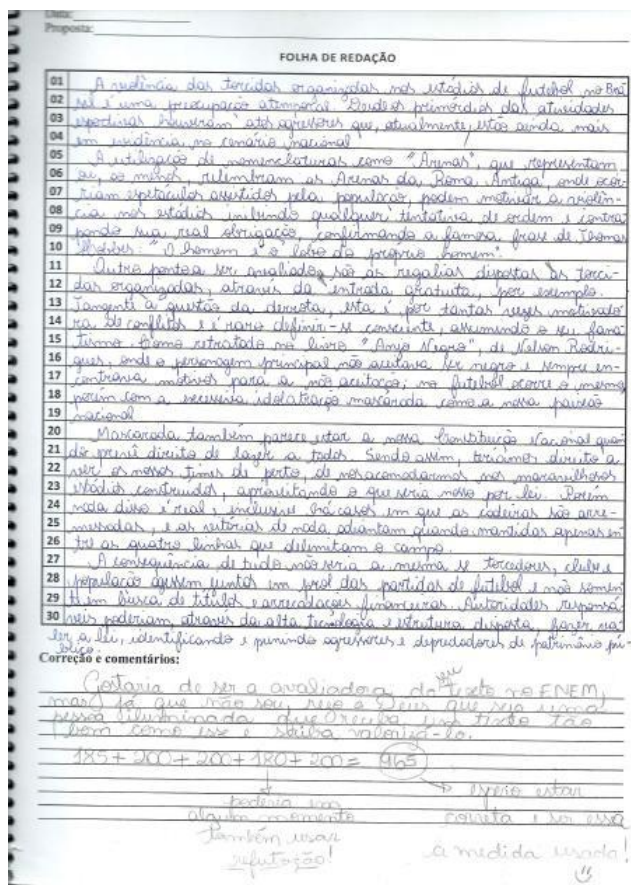 Data:
Proposta:
FOLHA DE REDAÇÃO
01 A violência das torcidas organizadas nos estádios de futebol no Bra
02 sil é uma preocupação atemporal. Desde os primórdios das atividades
03 esportivas houveram atos agressores que, atualmente, estão ainda mais
04 em evidência no cenário nacional.
05 A utilização de nomenclaturas como "Arenas", que representam
06 ou, ao menos, relembram as Arenas da Roma Antiga, onde ocor-
07 riam espetáculos assistidos pela população, podem motivar a violên-
08 cia nos estádios inibindo qualquer tentativa de ordem e contra
09 pondo sua real obrigação, confirmando a famosa frase de Thomas
10 Hobbes: "O homem é o lobo do próprio homem".
11 Outro ponto a ser avaliado são as regalias dispostas às torci-
12 das organizadas, através da entrada gratuita, por exemplo.
13 Tangente a questão da derrota, esta é por tantas vezes motivado
14 ra de conflitos e é raro definir-se consciente, assumindo o seu fana
15 tismo. Como retratado no livro "Anjo Negro", de Nelson Rodri-
16 gues, onde o personagem principal não aceitava ser negro e sempre en-
17 contrava motivos para a não aceitação; no futebol ocorre o mesmo
18 porém com a excessiva idolatração mascarada como a nossa paixão
19 nacional.
20 Mascarada também parece estar a nossa Constituição Nacional quan
21 do prevê direito de lazer a todos. Sendo assim, teríamos direito a
22 ver os nossos times de perto, de nos acomodarmos nos maravilhosos
23 estádios construídos, aproveitando o que seria nosso por lei. Porém
24 nada disso é real e inclusive há casos em que as cadeiras são arre-
25 messadas, e as vitórias de nada adiantam quando mantidas apenas en
26 tre as quatro linhas que delimitam o campo.
27 A consequência de tudo não seria a mesma se torcedores, clubes e
28 população agissem juntos em prol das partidas de futebol e não somen
29 te em busca de títulos e arrecadações financeiras. Autoridades responsá
30 veis poderiam, através da alta tecnologia e estrutura disposta, fazer va
ler a lei, identificando e punindo agressores e depredadores de patrimônio pú-
blico.
Correção e comentários:
Gostaria de ser a avaliadora do seu texto no ENEM,
mas já que não sou, rejo a Deus que seja uma
pessoa iluminada que receba um texto tão
bom como esse e saiba valorizá-lo.
185 + 200 + 200 + 180 + 200 = 965
poderia em
algum momento
também usar
refutação!
espero estar
correta e ser essa
a medida usada!